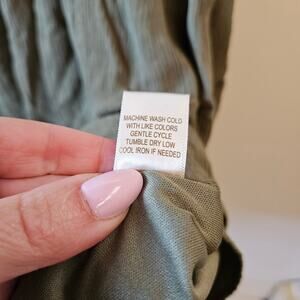 MACHINE WASH COLD
WITH LIKE COLORS
GENTLE CYCLE
TUMBLE DRY LOW
COOL IRON IF NEEDED